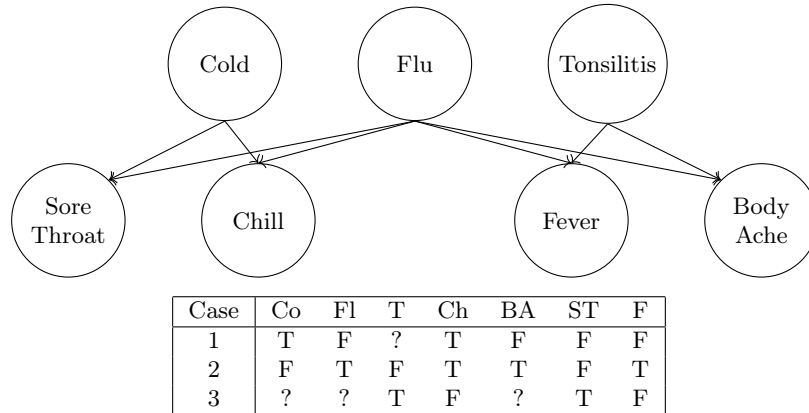 Cold
Flu
Tonsilitis
Sore
Throat
Chill
Fever
Body
Ache
Case Co Fl T Ch BA ST F
1 T F ? T F F F
2 F T F T T F T
3 ? ? T F ? T F